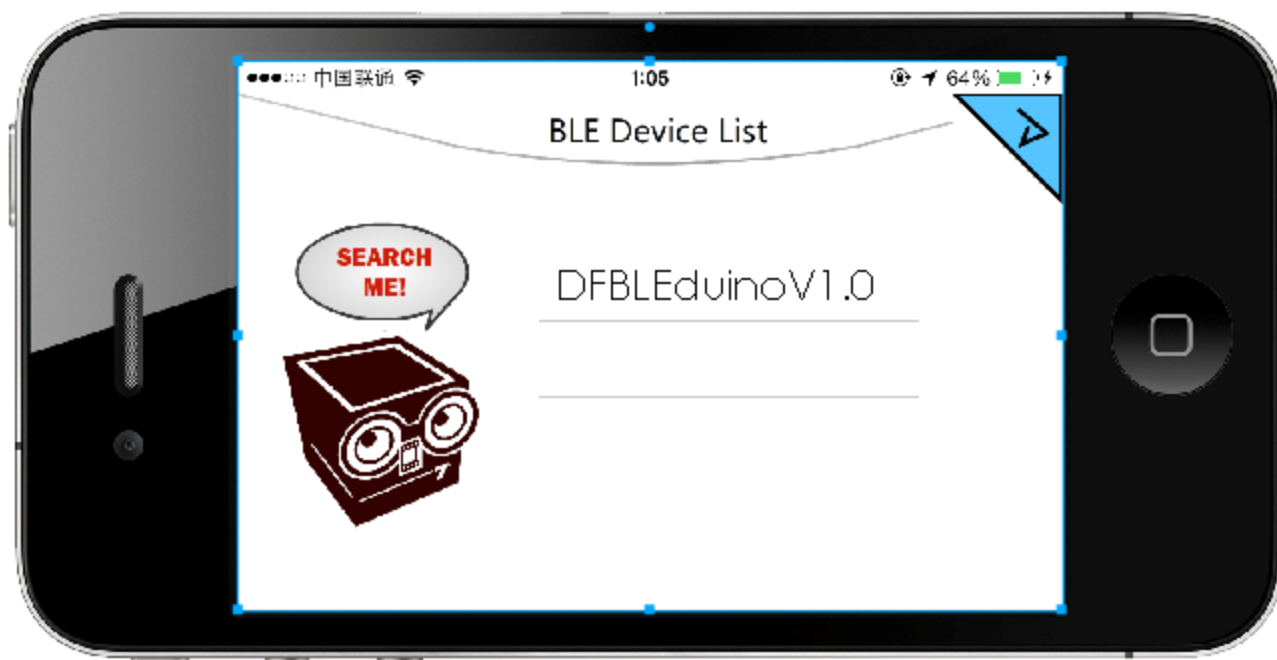 中国联通 1:05 64%
BLE Device List
SEARCH
ME!
DFBLEduinoV1.0